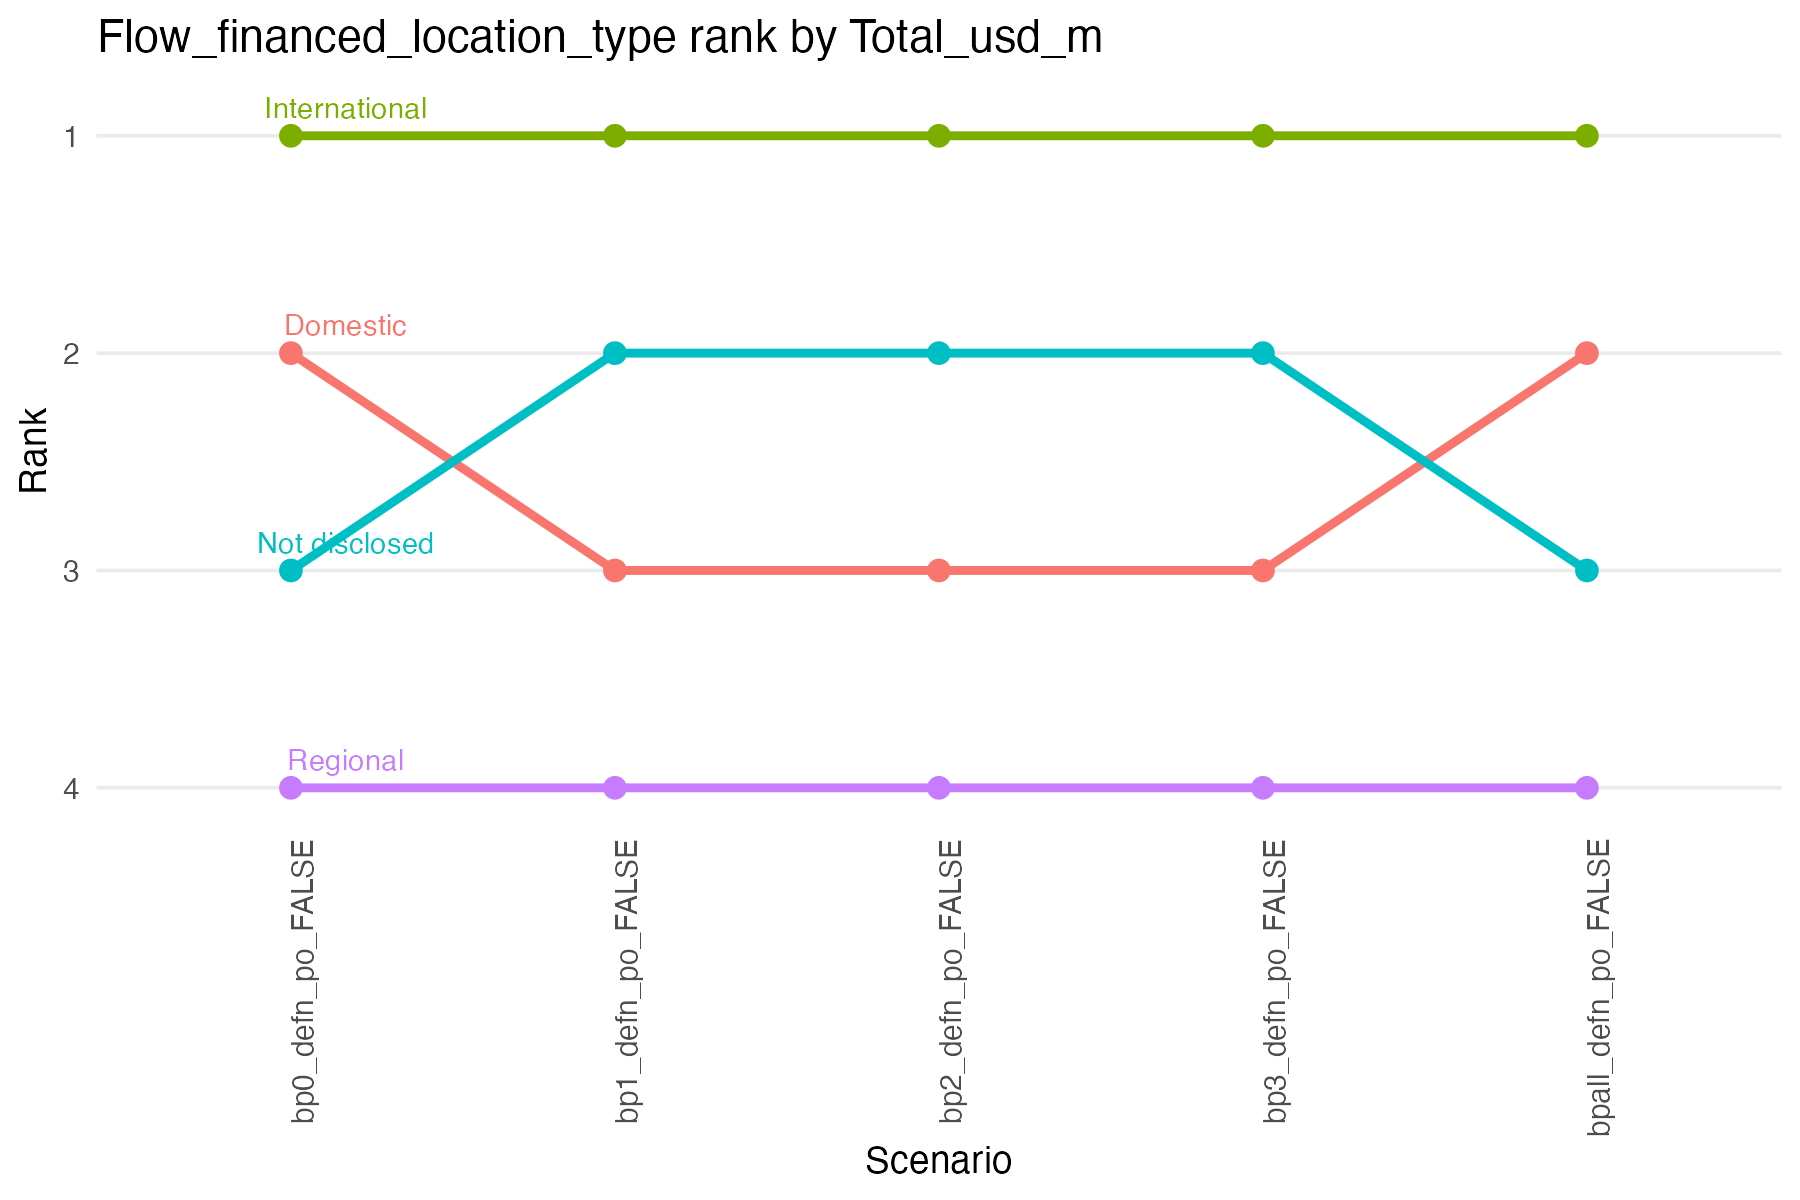 Flow_financed_location_type rank by Total_usd_m
International
1
Domestic
2
Rank
Not disclosed
3
Regional
4
bp0_defn_po_FALSE
bp1_defn_po_FALSE
bp2_defn_po_FALSE
bp3_defn_po_FALSE
bpall_defn_po_FALSE
Scenario